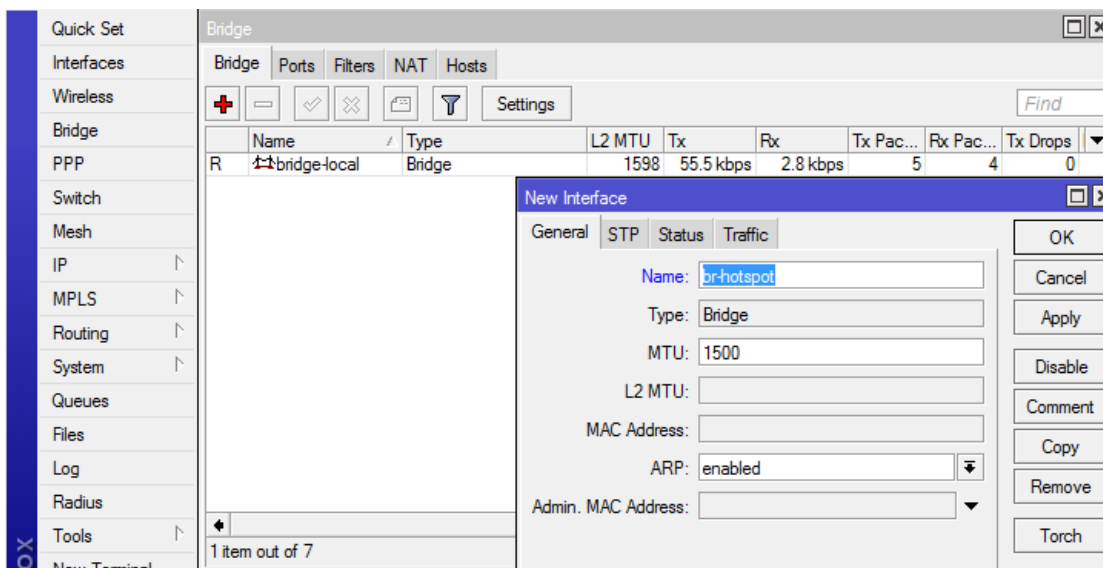 Quick Set
Interfaces
Wireless
Bridge
PPP
Switch
Mesh
IP
MPLS
Routing
System
Queues
Files
Log
Radius
Tools
New Terminal
Bridge
Bridge Ports Filters NAT Hosts
Settings Find
Name Type L2 MTU Tx Rx Tx Pac... Rx Pac... Tx Drops
R bridge-local Bridge 1598 55.5 kbps 2.8 kbps 5 4 0
New Interface
General STP Status Traffic
Name: br-hotspot
Type: Bridge
MTU: 1500
L2 MTU:
MAC Address:
ARP: enabled
Admin. MAC Address:
OK
Cancel
Apply
Disable
Comment
Copy
Remove
Torch
1 item out of 7